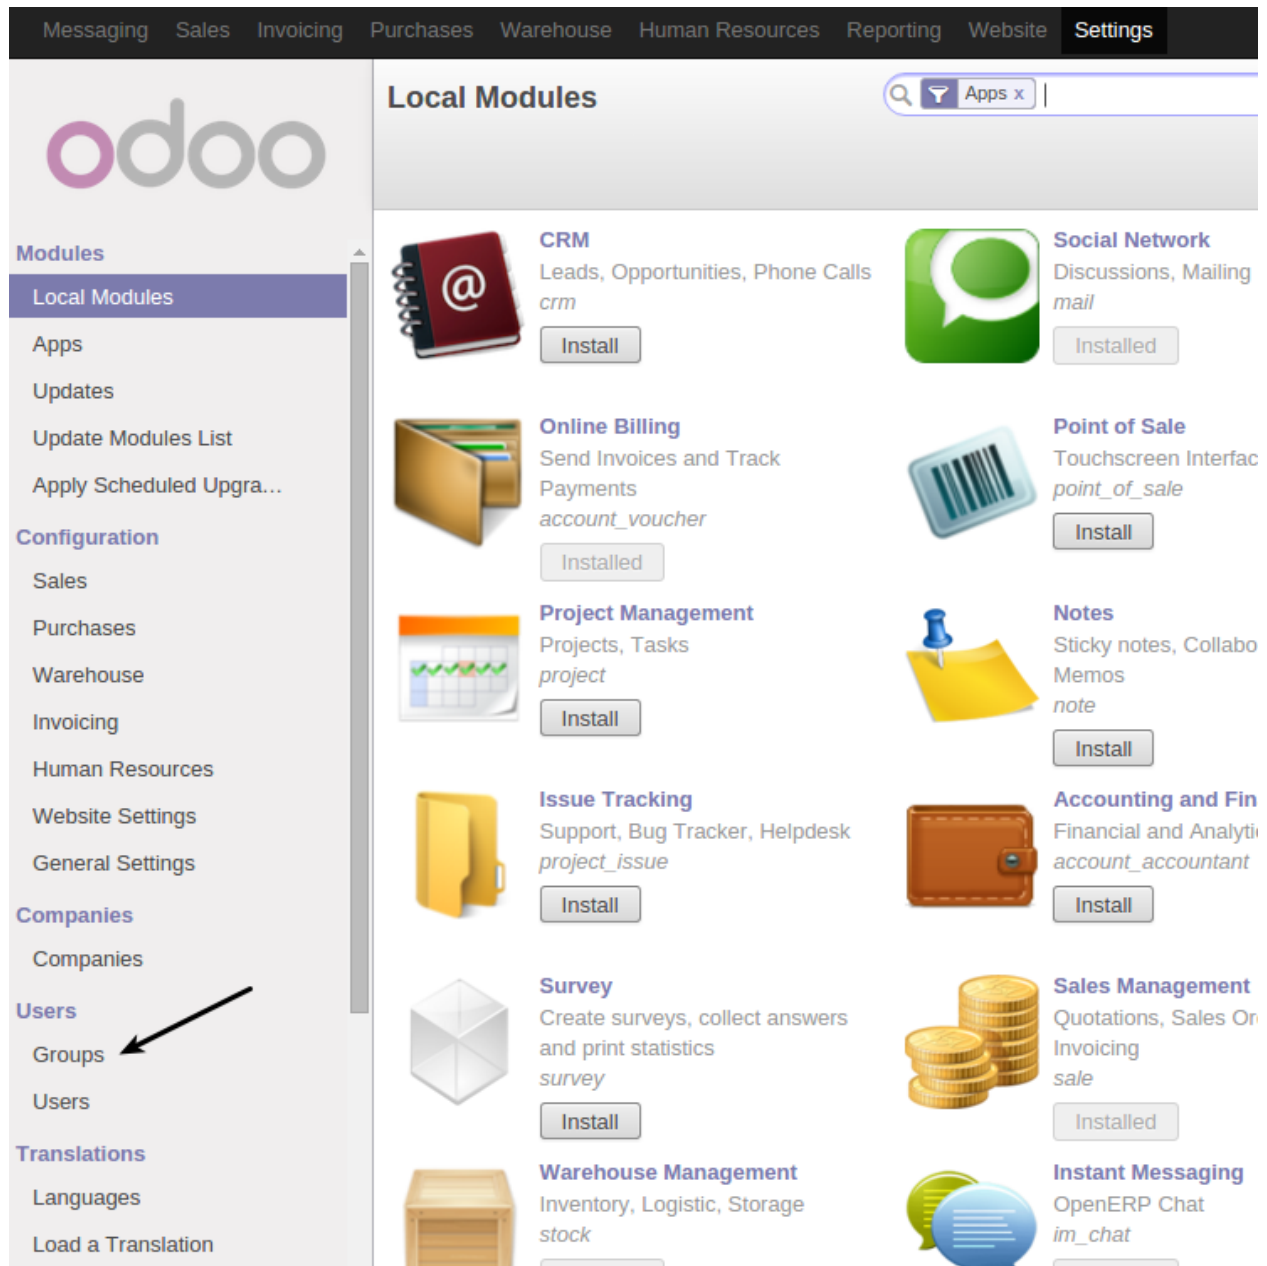 Messaging Sales Invoicing Purchases Warehouse Human Resources Reporting Website Settings
odoo
Local Modules
Apps x
Modules
Local Modules
Apps
Updates
Update Modules List
Apply Scheduled Upgra...
Configuration
Sales
Purchases
Warehouse
Invoicing
Human Resources
Website Settings
General Settings
Companies
Companies
Users
Groups
Users
Translations
Languages
Load a Translation
CRM
Leads, Opportunities, Phone Calls
crm
Install
Social Network
Discussions, Mailing
mail
Installed
Online Billing
Send Invoices and Track
Payments
account_voucher
Installed
Point of Sale
Touchscreen Interfac
point_of_sale
Install
Project Management
Projects, Tasks
project
Install
Notes
Sticky notes, Collabo
Memos
note
Install
Issue Tracking
Support, Bug Tracker, Helpdesk
project_issue
Install
Accounting and Fin
Financial and Analyti
account_accountant
Install
Survey
Create surveys, collect answers
and print statistics
survey
Install
Sales Management
Quotations, Sales Or
Invoicing
sale
Installed
Warehouse Management
Inventory, Logistic, Storage
stock
Instant Messaging
OpenERP Chat
im_chat